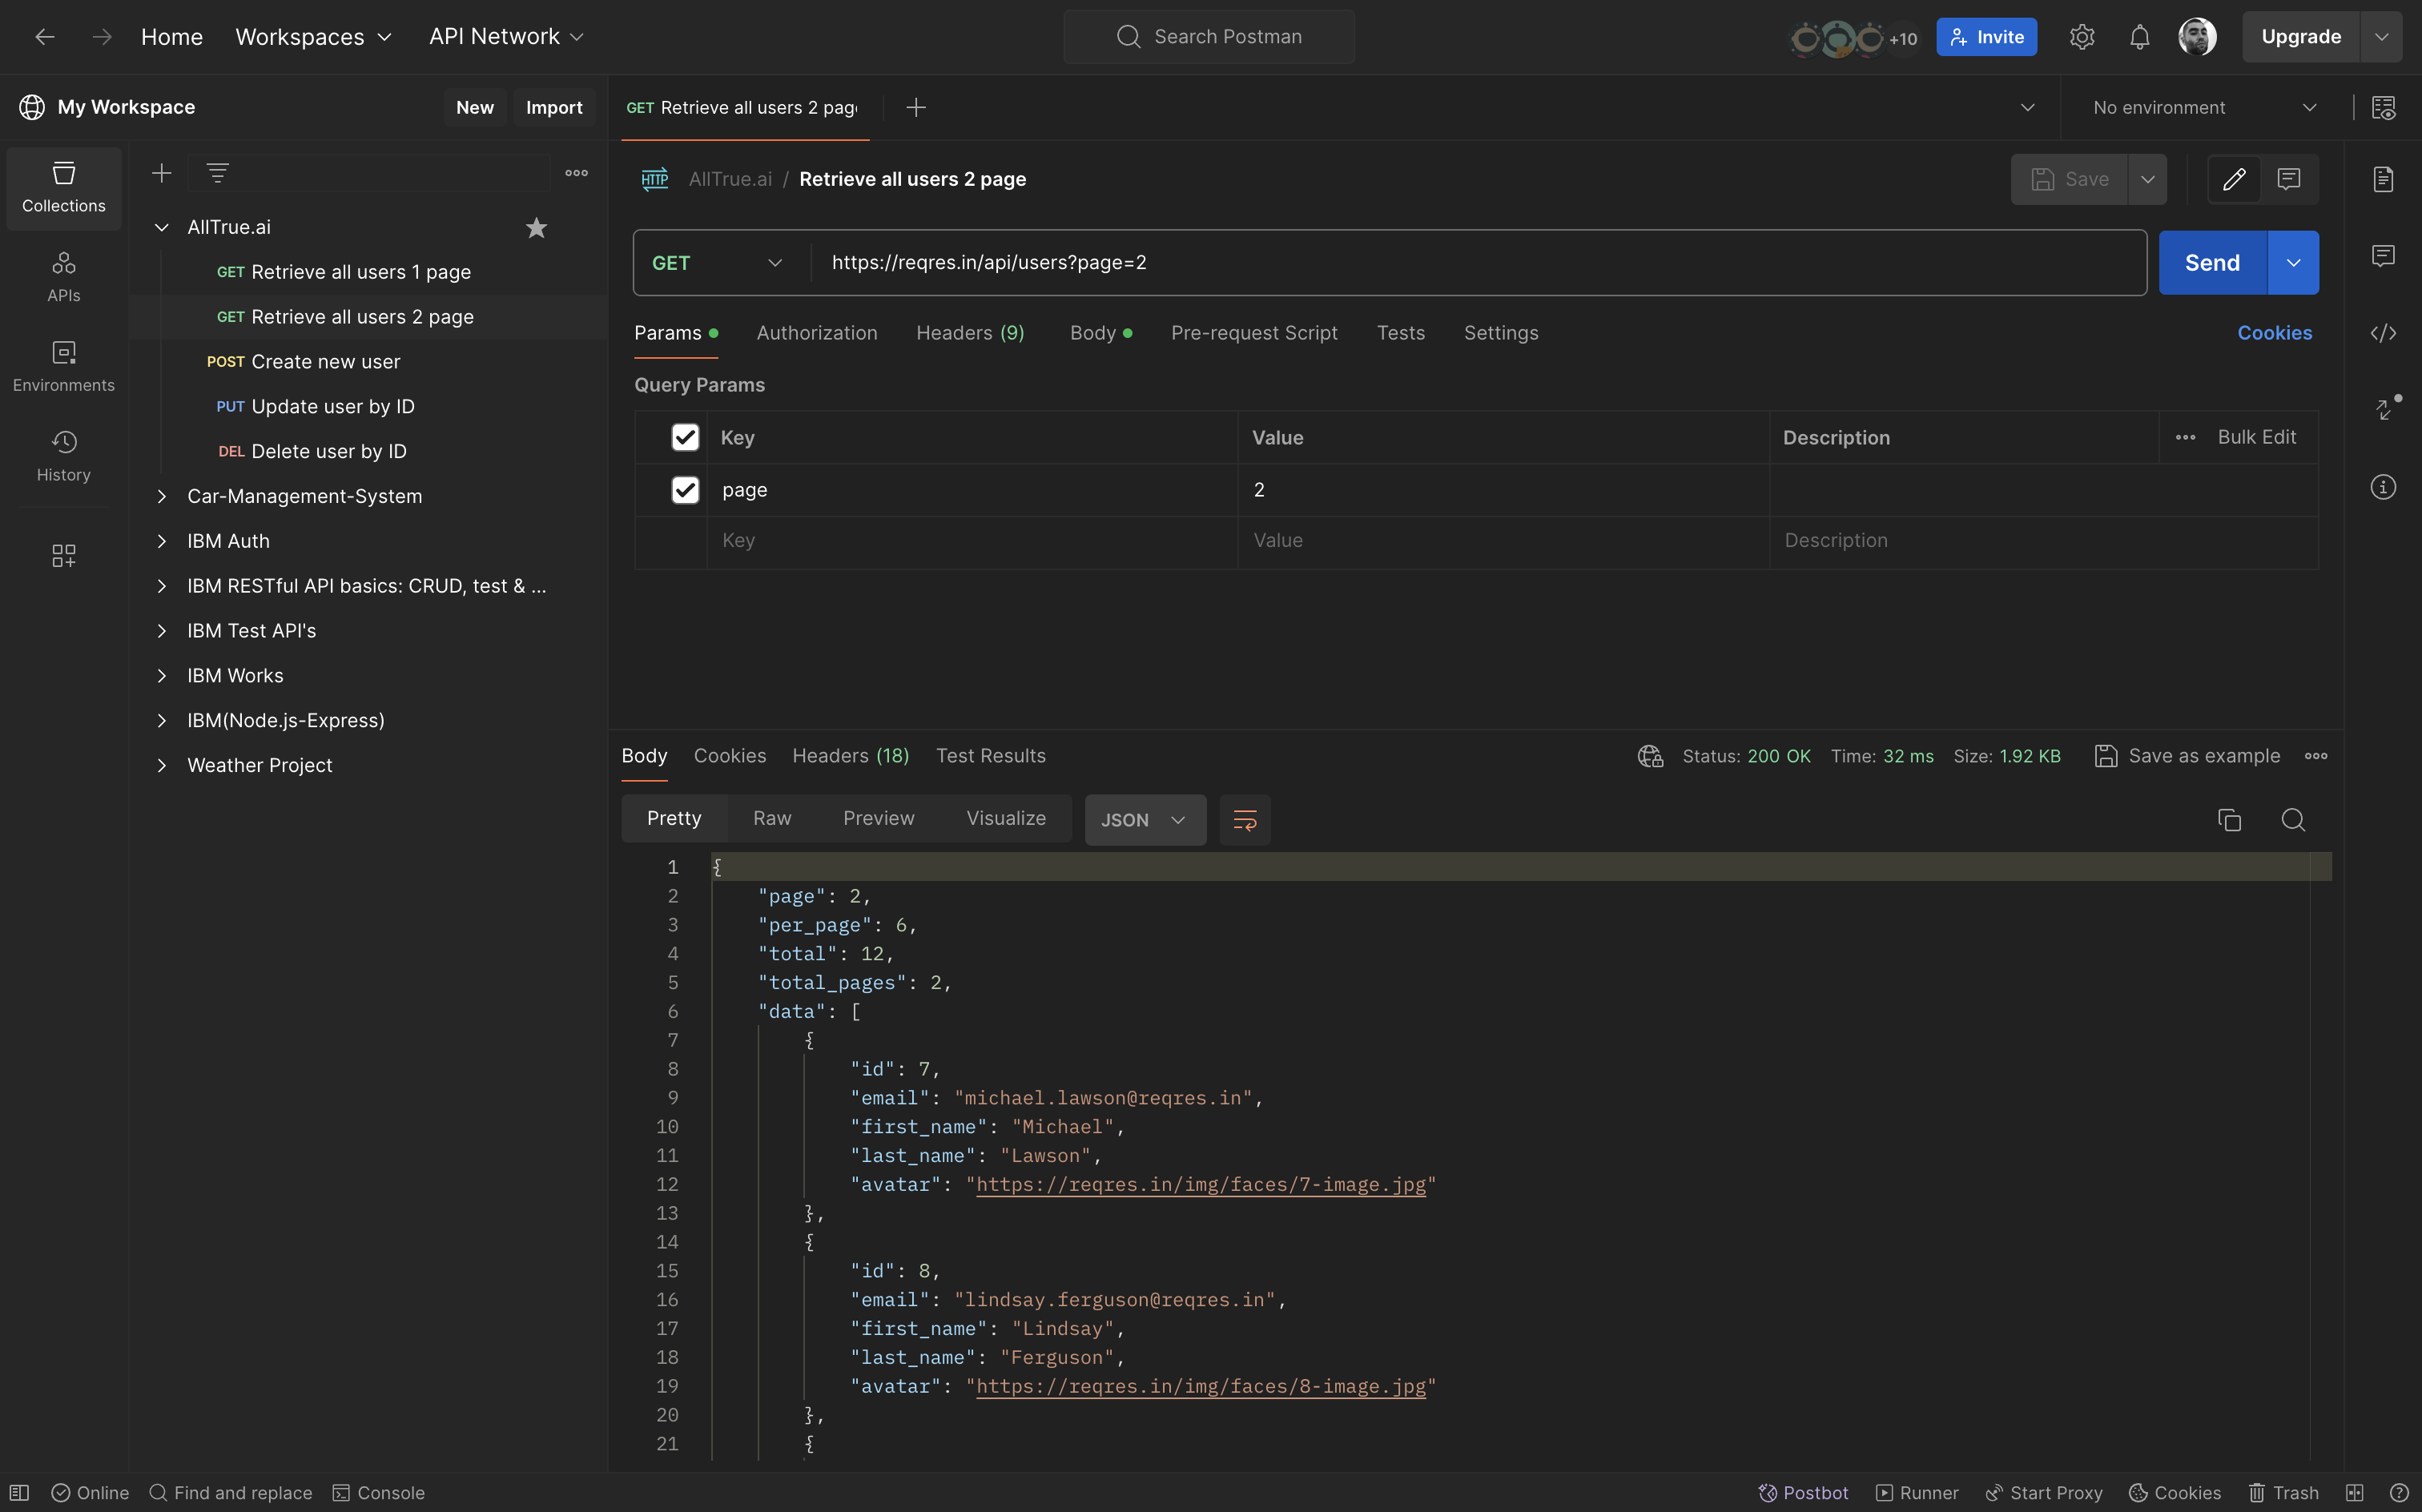 Home Workspaces API Network Search Postman +10 Invite Upgrade
My Workspace New Import
GET Retrieve all users 2 pag No environment
Collections
APIs
Environments
History
AllTrue.ai
GET Retrieve all users 1 page
GET Retrieve all users 2 page
POST Create new user
PUT Update user by ID
DEL Delete user by ID
Car-Management-System
IBM Auth
IBM RESTful API basics: CRUD, test & ...
IBM Test API's
IBM Works
IBM(Node.js-Express)
Weather Project
HTTP AllTrue.ai / Retrieve all users 2 page Save
GET https://reqres.in/api/users?page=2 Send
Params Authorization Headers (9) Body Pre-request Script Tests Settings Cookies
Query Params
Key Value Description Bulk Edit
page 2
Key Value Description
Body Cookies Headers (18) Test Results Status: 200 OK Time: 32 ms Size: 1.92 KB Save as example
Pretty Raw Preview Visualize JSON
1 {
2 "page": 2,
3 "per_page": 6,
4 "total": 12,
5 "total_pages": 2,
6 "data": [
7 {
8 "id": 7,
9 "email": "michael.lawson@reqres.in",
10 "first_name": "Michael",
11 "last_name": "Lawson",
12 "avatar": "https://reqres.in/img/faces/7-image.jpg"
13 },
14 {
15 "id": 8,
16 "email": "lindsay.ferguson@reqres.in",
17 "first_name": "Lindsay",
18 "last_name": "Ferguson",
19 "avatar": "https://reqres.in/img/faces/8-image.jpg"
20 },
21 {
Online Find and replace Console Postbot Runner Start Proxy Cookies Trash